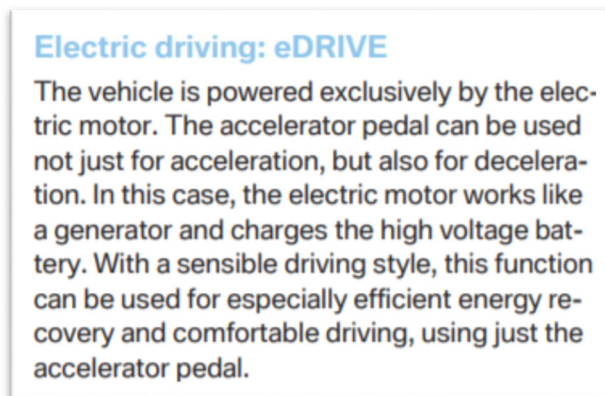 Electric driving: eDRIVE
The vehicle is powered exclusively by the elec-
tric motor. The accelerator pedal can be used
not just for acceleration, but also for decelera-
tion. In this case, the electric motor works like
a generator and charges the high voltage bat-
tery. With a sensible driving style, this function
can be used for especially efficient energy re-
covery and comfortable driving, using just the
accelerator pedal.